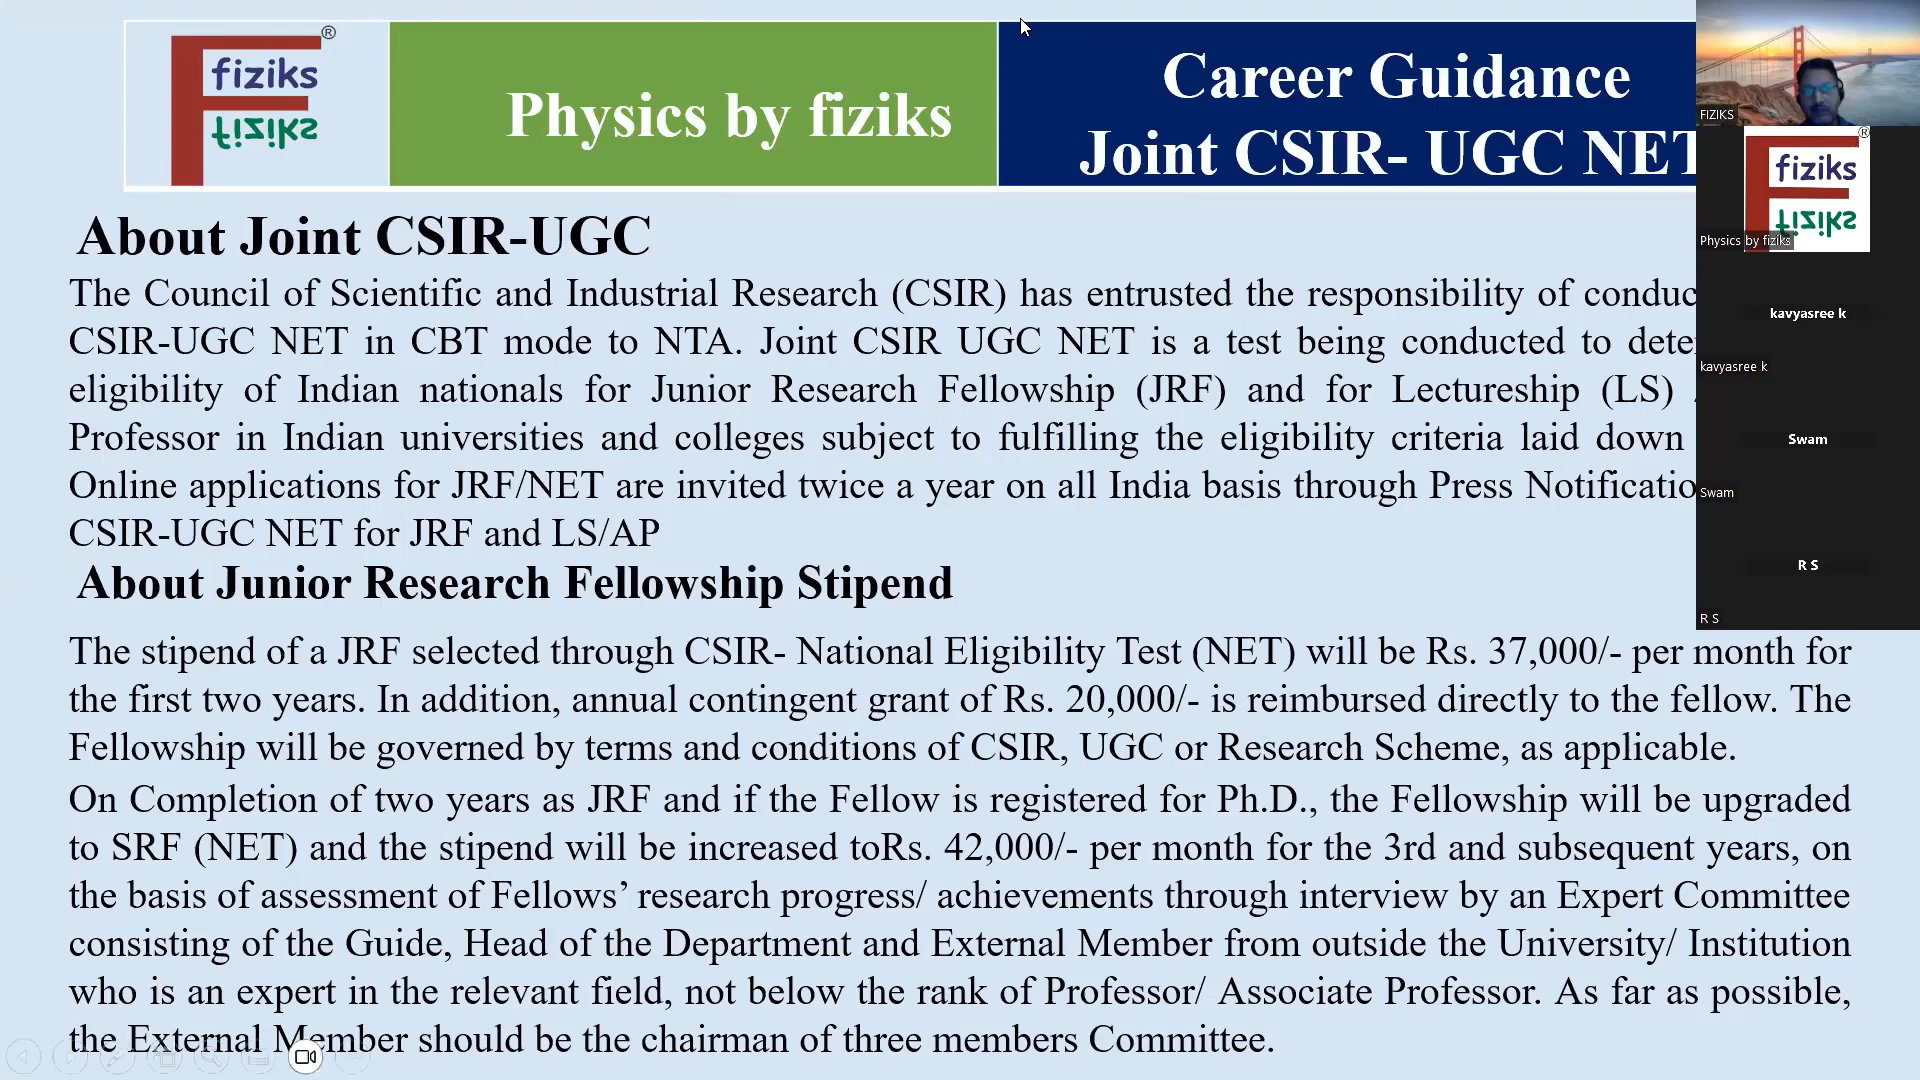 fiziks
®
fiziks
Physics by fiziks
Career Guidance
Joint CSIR- UGC NET
About Joint CSIR-UGC
The Council of Scientific and Industrial Research (CSIR) has entrusted the responsibility of conduc
CSIR-UGC NET in CBT mode to NTA. Joint CSIR UGC NET is a test being conducted to dete
eligibility of Indian nationals for Junior Research Fellowship (JRF) and for Lectureship (LS)
Professor in Indian universities and colleges subject to fulfilling the eligibility criteria laid down
Online applications for JRF/NET are invited twice a year on all India basis through Press Notificatio
CSIR-UGC NET for JRF and LS/AP
About Junior Research Fellowship Stipend
The stipend of a JRF selected through CSIR- National Eligibility Test (NET) will be Rs. 37,000/- per month for
the first two years. In addition, annual contingent grant of Rs. 20,000/- is reimbursed directly to the fellow. The
Fellowship will be governed by terms and conditions of CSIR, UGC or Research Scheme, as applicable.
On Completion of two years as JRF and if the Fellow is registered for Ph.D., the Fellowship will be upgraded
to SRF (NET) and the stipend will be increased toRs. 42,000/- per month for the 3rd and subsequent years, on
the basis of assessment of Fellows’ research progress/ achievements through interview by an Expert Committee
consisting of the Guide, Head of the Department and External Member from outside the University/ Institution
who is an expert in the relevant field, not below the rank of Professor/ Associate Professor. As far as possible,
the External Member should be the chairman of three members Committee.
FIZIKS
®
fiziks
fiziks
Physics by fiziks
kavyasree k
kavyasree k
Swam
Swam
R S
R S